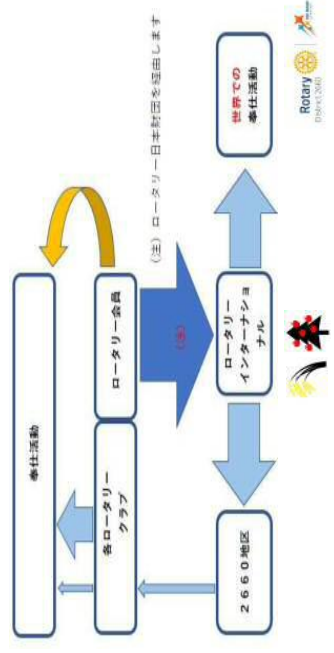 奉仕活動
各ロータリー
クラブ
ロータリー会員
(注)
(注) ロータリー日本財団を経由します
2660地区
ロータリー
インターナショ
ナル
世界での
奉仕活動
Rotary
District 2660